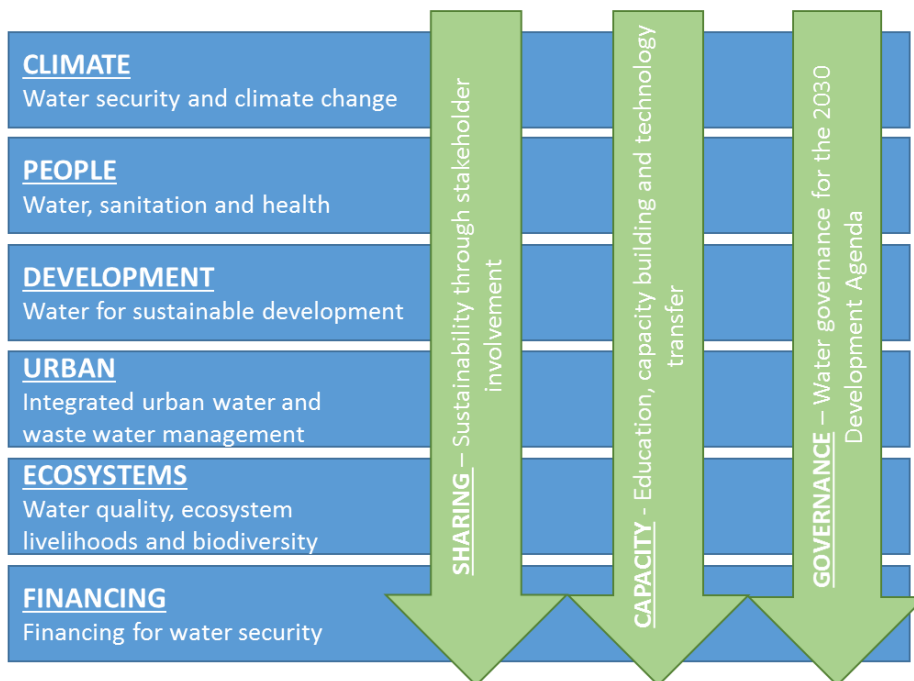 CLIMATE
Water security and climate change
PEOPLE
Water, sanitation and health
DEVELOPMENT
Water for sustainable development
URBAN
Integrated urban water and
waste water management
ECOSYSTEMS
Water quality, ecosystem
livelihoods and biodiversity
FINANCING
Financing for water security
SHARING – Sustainability through stakeholder
involvement
CAPACITY - Education, capacity building and technology
transfer
GOVERNANCE – Water governance for the 2030
Development Agenda